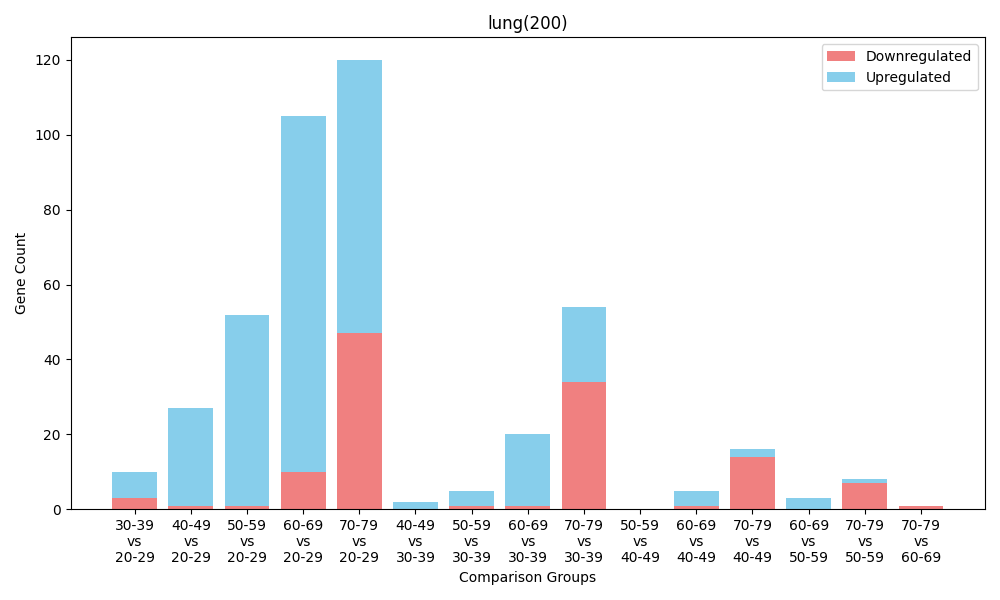 lung(200)
Downregulated
Upregulated
120
100
80
60
40
20
0
Gene Count
30-39
vs
20-29
40-49
vs
20-29
50-59
vs
20-29
60-69
vs
20-29
70-79
vs
20-29
40-49
vs
30-39
50-59
vs
30-39
60-69
vs
30-39
70-79
vs
30-39
50-59
vs
40-49
60-69
vs
40-49
70-79
vs
40-49
60-69
vs
50-59
70-79
vs
50-59
70-79
vs
60-69
Comparison Groups